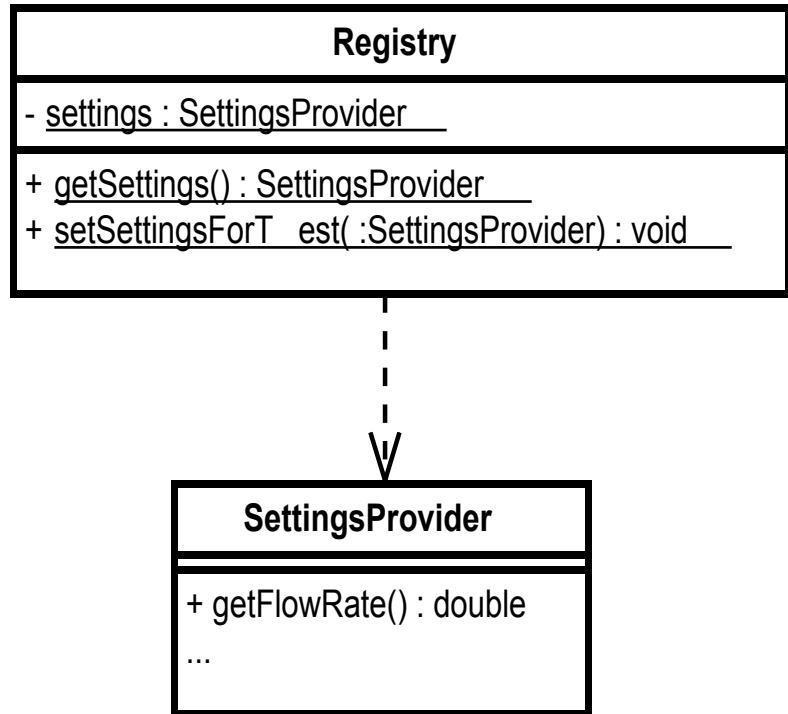 Registry
- settings : SettingsProvider
+ getSettings() : SettingsProvider
+ setSettingsForT est( :SettingsProvider) : void
SettingsProvider
+ getFlowRate() : double
...